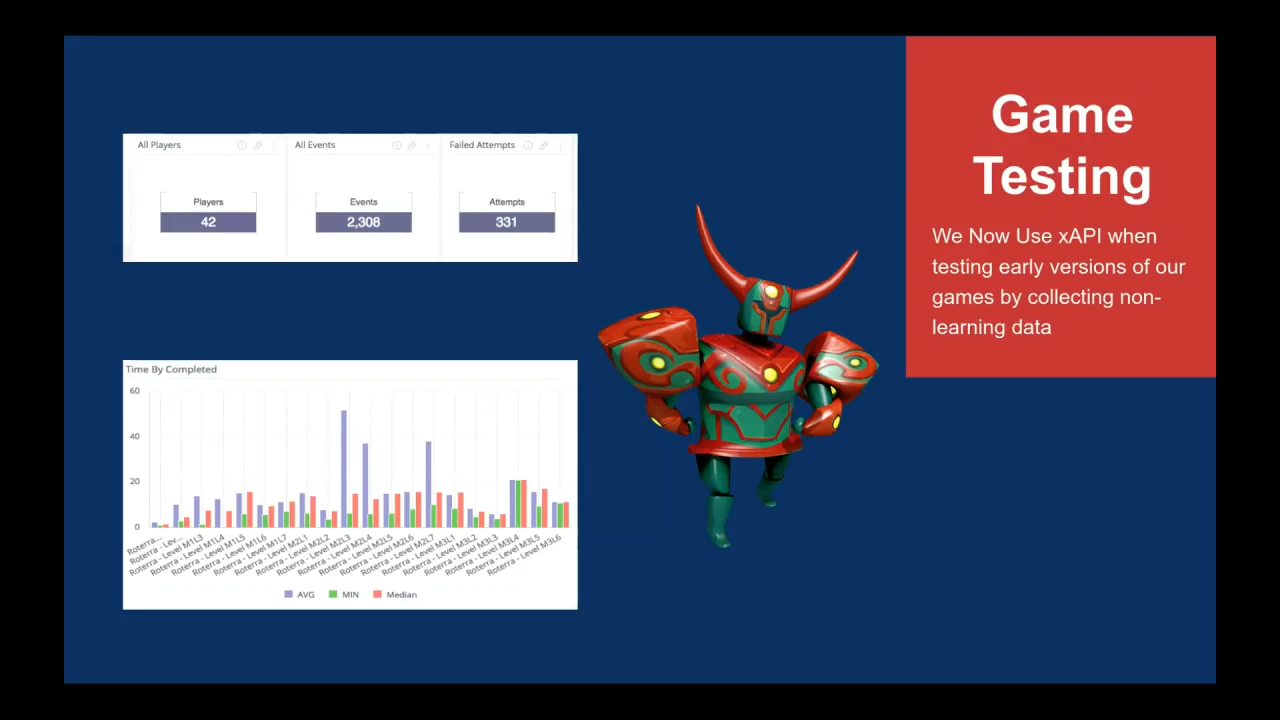 Game
Testing
We Now Use xAPI when
testing early versions of our
games by collecting non-
learning data
All Players
All Events
Failed Attempts
Players
Events
Attempts
42
2,308
331
Time By Completed
60
40
20
0
Roterra...
Roterra - Lev...
Roterra - Level M1L3
Roterra - Level M1L4
Roterra - Level M1L5
Roterra - Level M1L6
Roterra - Level M1L7
Roterra - Level M2L1
Roterra - Level M2L2
Roterra - Level M2L3
Roterra - Level M2L4
Roterra - Level M2L5
Roterra - Level M2L6
Roterra - Level M2L7
Roterra - Level M3L1
Roterra - Level M3L2
Roterra - Level M3L3
Roterra - Level M3L4
Roterra - Level M3L5
Roterra - Level M3L6
AVG MIN Median